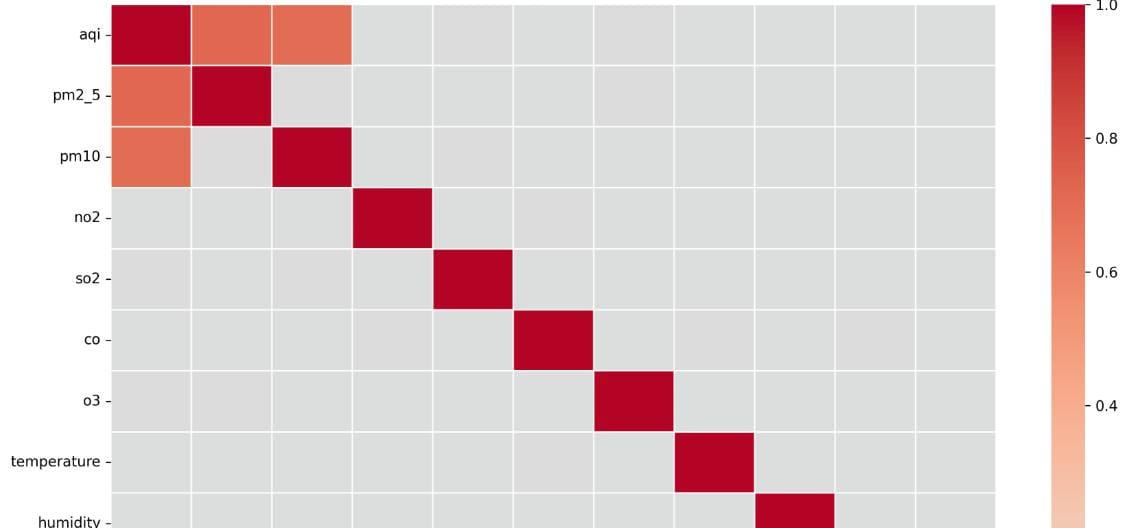 1.0
aqi
pm2_5
0.8
pm10
no2
0.6
so2
co
o3
0.4
temperature
humidity